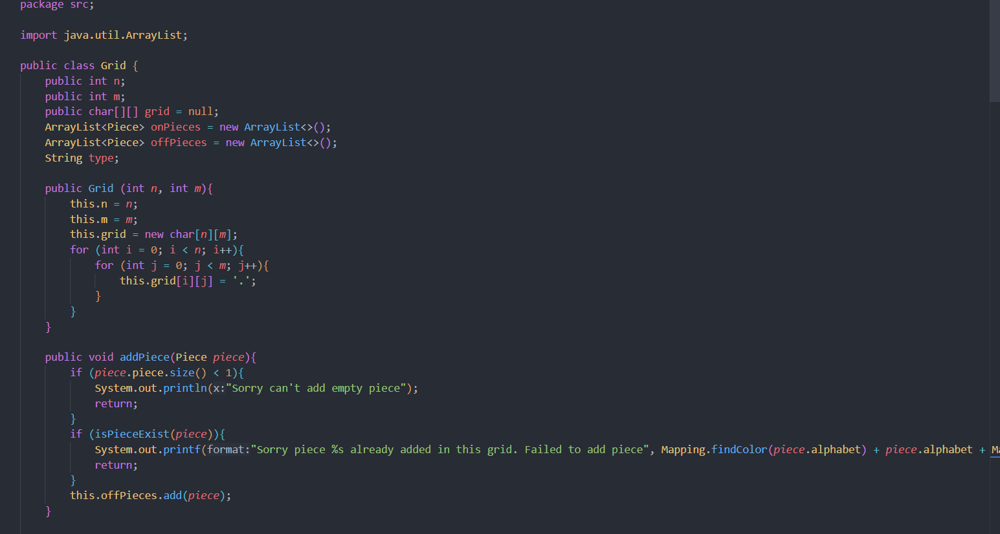 package src;
import java.util.ArrayList;
public class Grid {
public int n;
public int m;
public char[][] grid = null;
ArrayList<Piece> onPieces = new ArrayList<>();
ArrayList<Piece> offPieces = new ArrayList<>();
String type;
public Grid (int n, int m){
this.n = n;
this.m = m;
this.grid = new char[n][m];
for (int i = 0; i < n; i++){
for (int j = 0; j < m; j++){
this.grid[i][j] = '.';
}
}
}
public void addPiece(Piece piece){
if (piece.piece.size() < 1){
System.out.println(x:"Sorry can't add empty piece");
return;
}
if (isPieceExist(piece)){
System.out.printf(format:"Sorry piece %s already added in this grid. Failed to add piece", Mapping.findColor(piece.alphabet) + piece.alphabet +
return;
}
this.offPieces.add(piece);
}